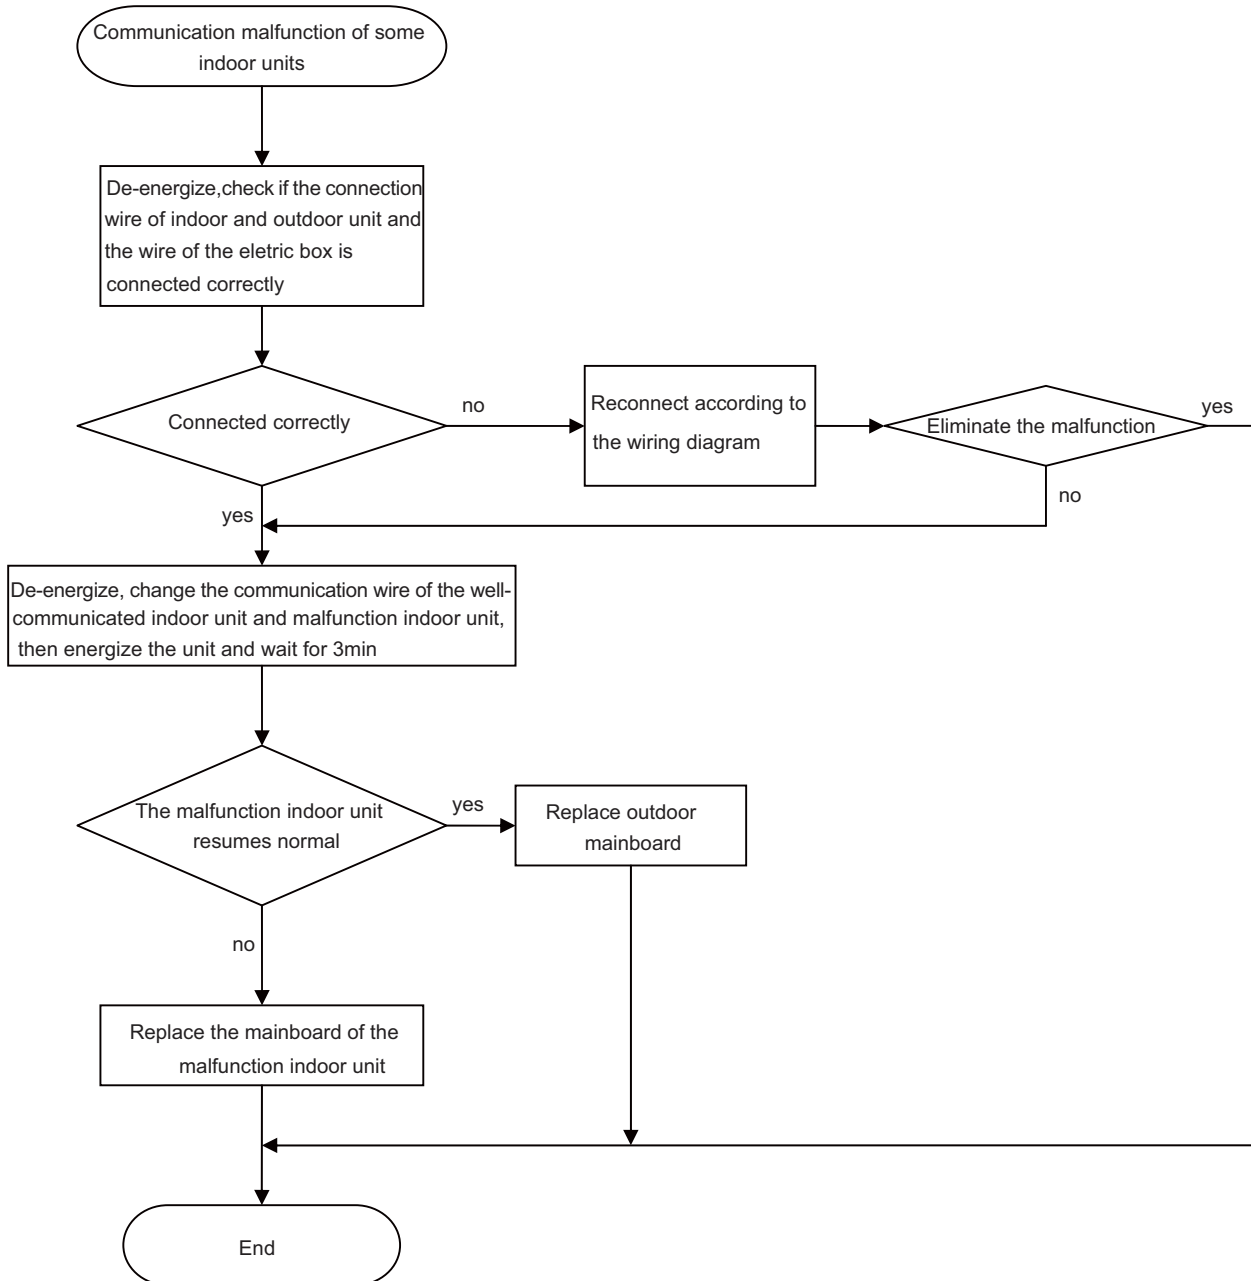 Communication malfunction of some
indoor units
De-energize,check if the connection
wire of indoor and outdoor unit and
the wire of the eletric box is
connected correctly
Connected correctly
no
Reconnect according to
the wiring diagram
Eliminate the malfunction
yes
no
yes
De-energize, change the communication wire of the well-
communicated indoor unit and malfunction indoor unit,
then energize the unit and wait for 3min
The malfunction indoor unit
resumes normal
yes
Replace outdoor
mainboard
no
Replace the mainboard of the
malfunction indoor unit
End